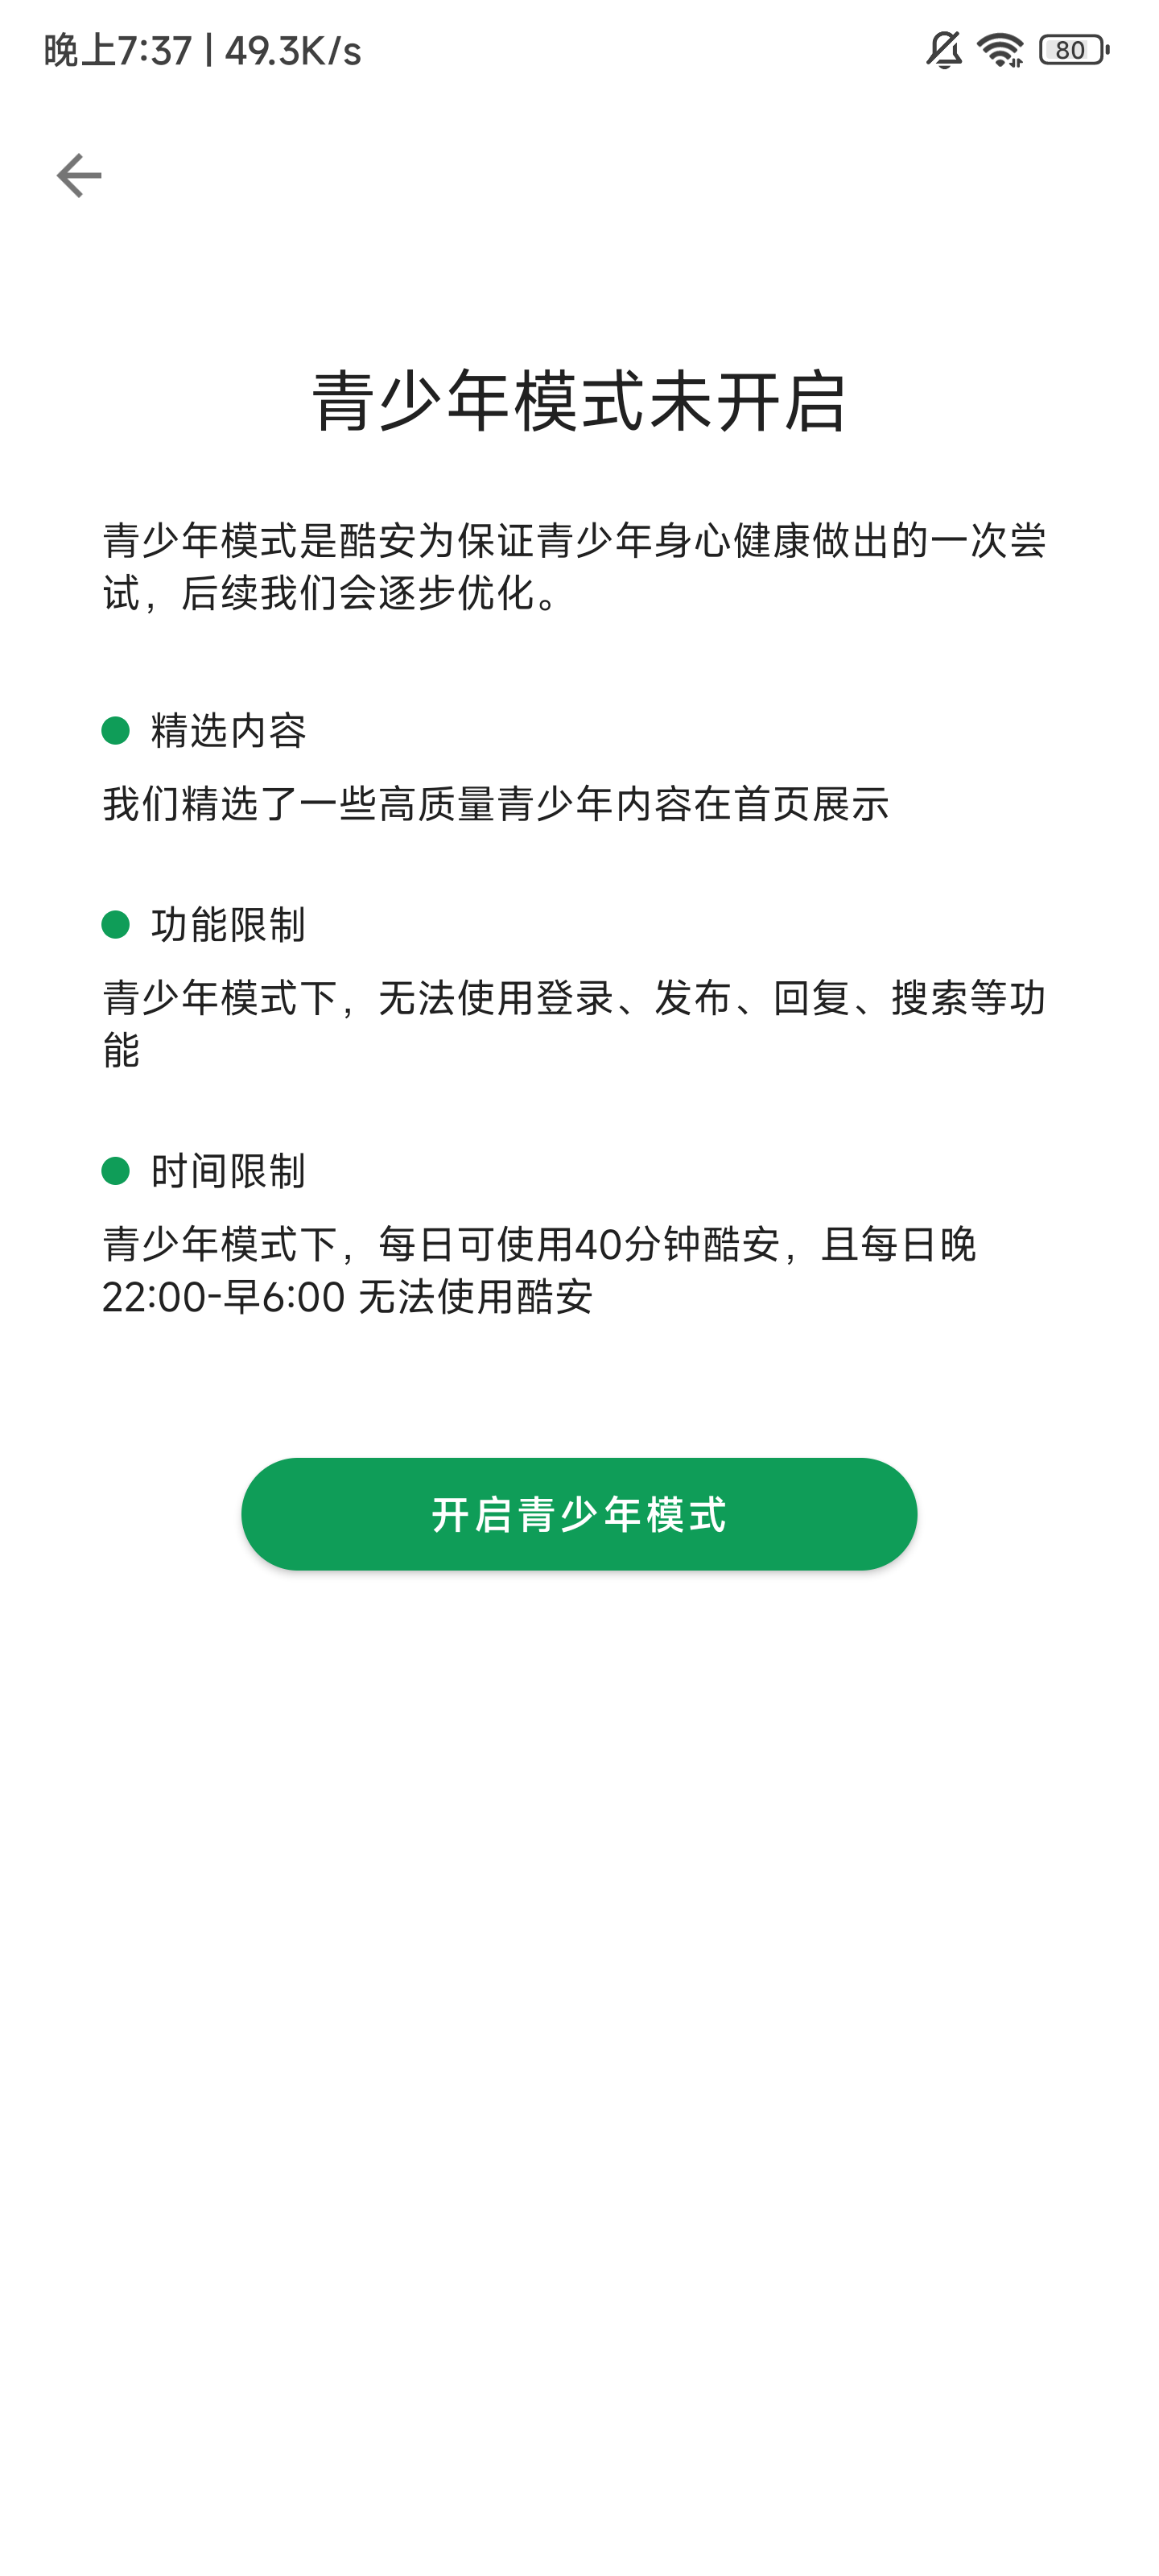 晚上7:37 | 49.3K/s
80
青少年模式未开启
青少年模式是酷安为保证青少年身心健康做出的一次尝
试，后续我们会逐步优化。
精选内容
我们精选了一些高质量青少年内容在首页展示
功能限制
青少年模式下，无法使用登录、发布、回复、搜索等功
能
时间限制
青少年模式下，每日可使用40分钟酷安，且每日晚
22:00-早6:00 无法使用酷安
开启青少年模式